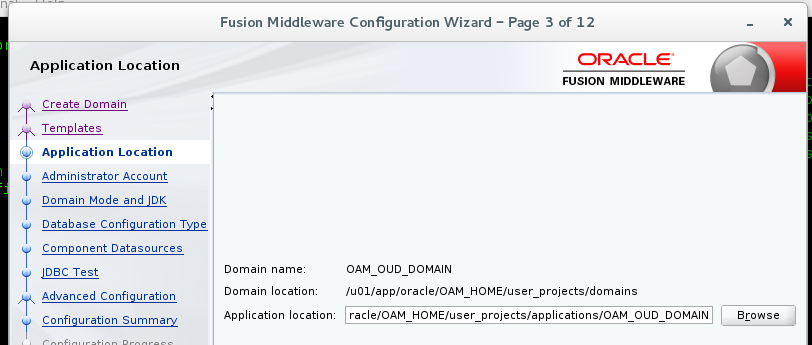 Fusion Middleware Configuration Wizard – Page 3 of 12
Application Location
ORACLE
FUSION MIDDLEWARE
Create Domain
Templates
Application Location
Administrator Account
Domain Mode and JDK
Database Configuration Type
Component Datasources
JDBC Test
Advanced Configuration
Configuration Summary
Configuration Progress
Domain name: OAM_OUD_DOMAIN
Domain location: /u01/app/oracle/OAM_HOME/user_projects/domains
Application location: racle/OAM_HOME/user_projects/applications/OAM_OUD_DOMAIN Browse